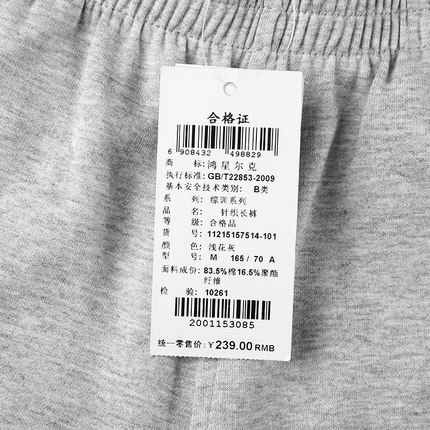 合格证
6 908432 498829
商 标：鸿星尔克
执行标准：GB/T22853-2009
基本安全技术类别： B类
系 列：综训系列
品 名： 针织长裤
等 级：合格品
货 号：11215157514-101
颜 色：浅花灰
型 号： M 165/ 70 A
面料成份：83.5%棉16.5%聚酯
纤维
检 验：10261
2001153085
统一零售价：￥239.00 RMB